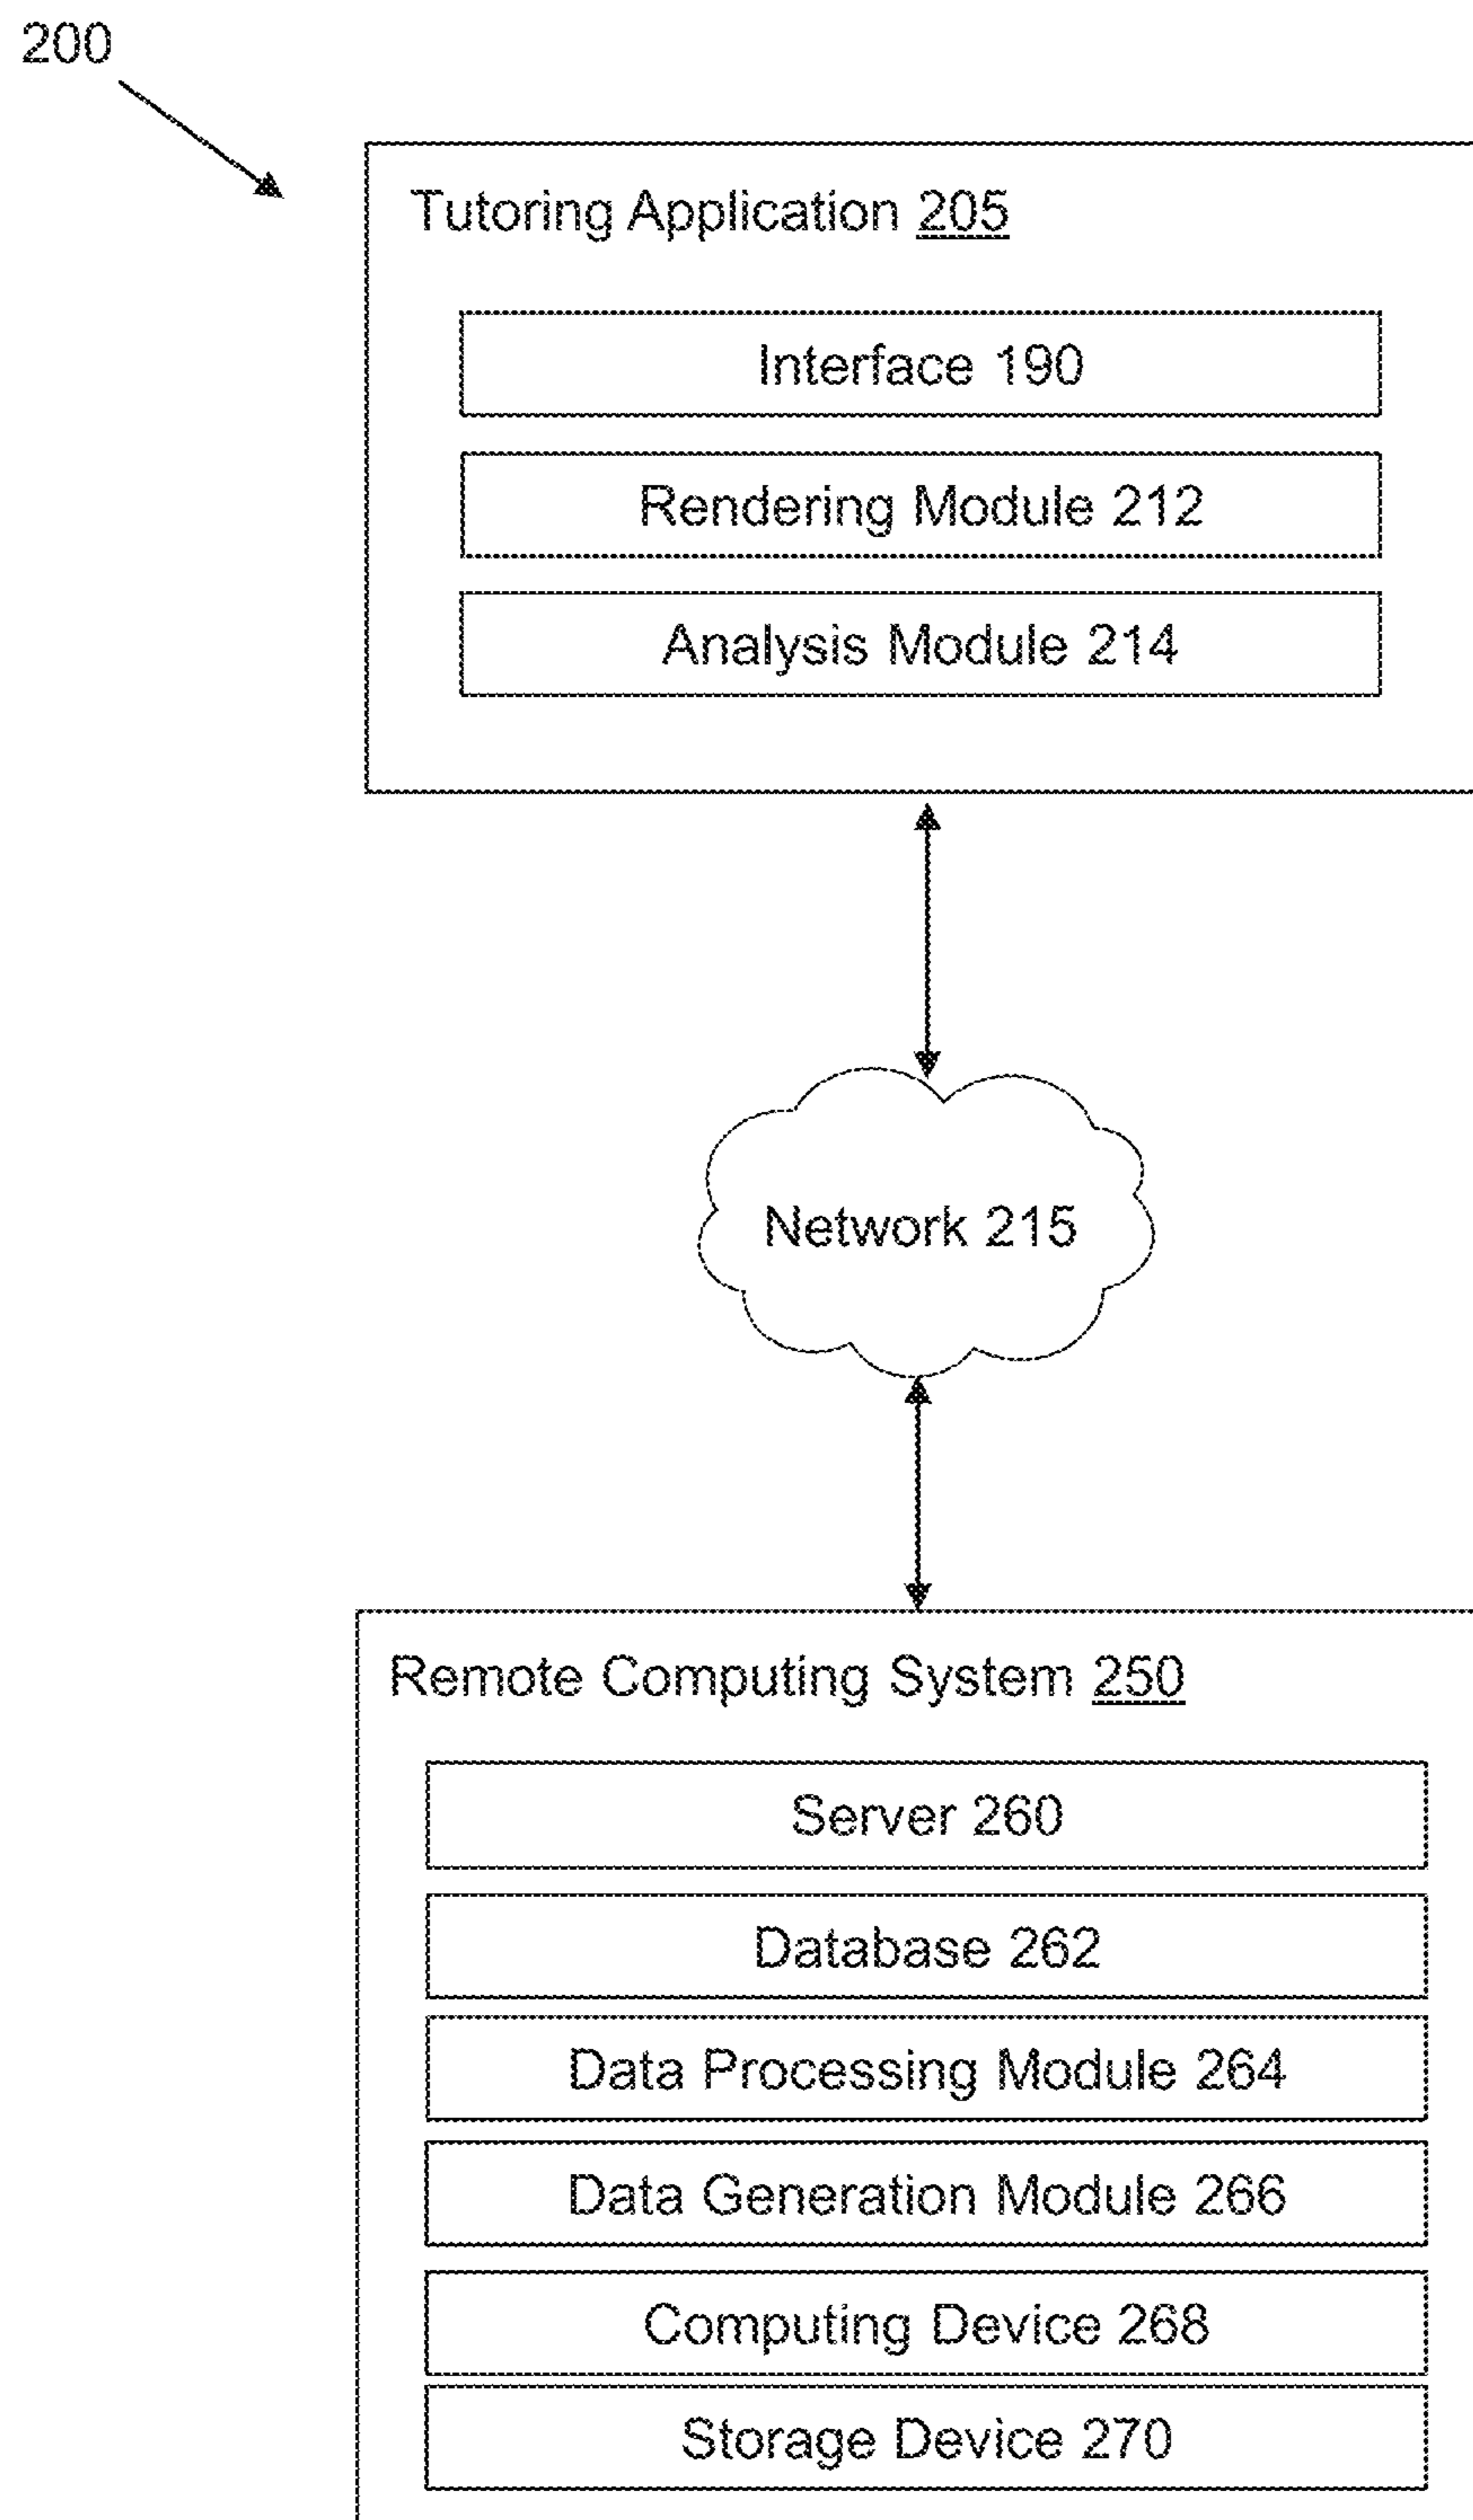 200
Tutoring Application 205
Interface 190
Rendering Module 212
Analysis Module 214
Network 215
Remote Computing System 250
Server 260
Database 262
Data Processing Module 264
Data Generation Module 266
Computing Device 268
Storage Device 270